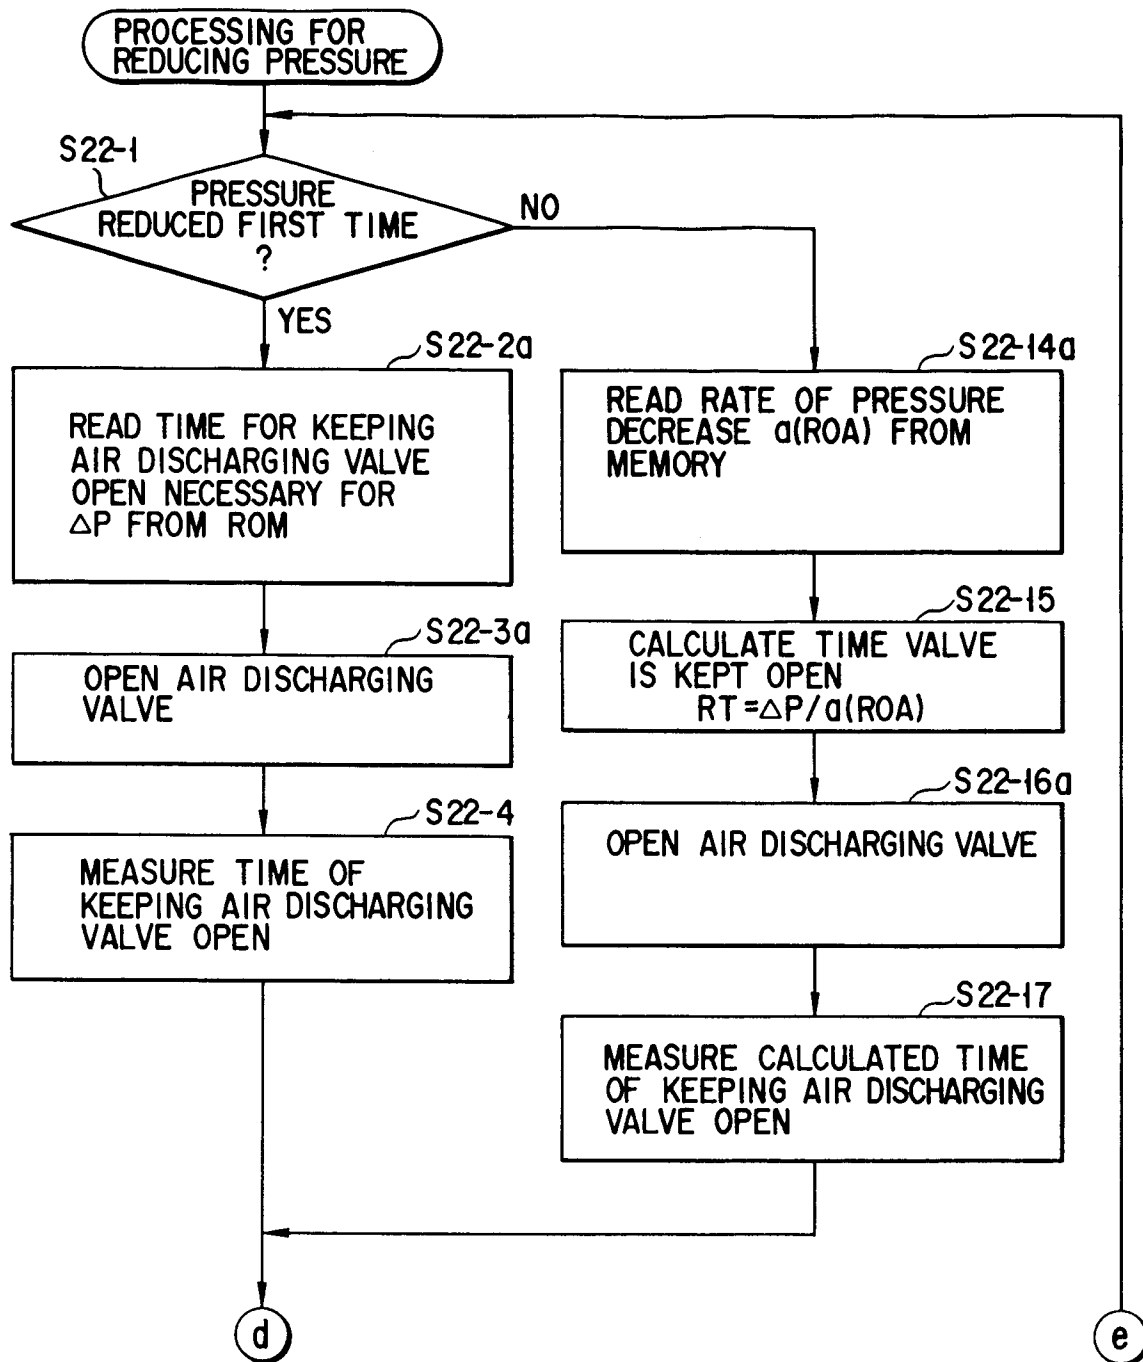 PROCESSING FOR
REDUCING PRESSURE
S22-1
PRESSURE
REDUCED FIRST TIME
?
NO
YES
S22-2a
READ TIME FOR KEEPING
AIR DISCHARGING VALVE
OPEN NECESSARY FOR
△P FROM ROM
S22-3a
OPEN AIR DISCHARGING
VALVE
S22-4
MEASURE TIME OF
KEEPING AIR DISCHARGING
VALVE OPEN
S22-14a
READ RATE OF PRESSURE
DECREASE a(ROA) FROM
MEMORY
S22-15
CALCULATE TIME VALVE
IS KEPT OPEN
RT=△P/a(ROA)
S22-16a
OPEN AIR DISCHARGING VALVE
S22-17
MEASURE CALCULATED TIME
OF KEEPING AIR DISCHARGING
VALVE OPEN
d
e